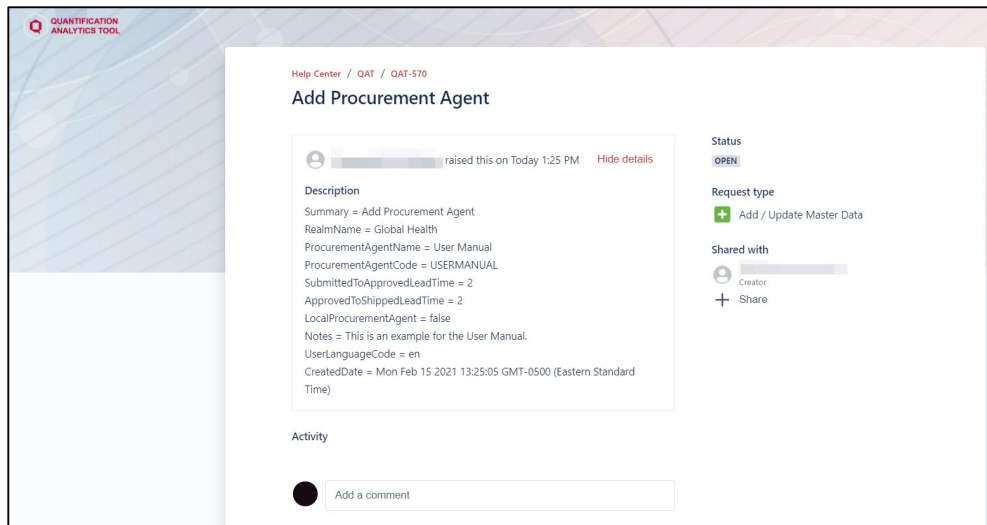 QUANTIFICATION
ANALYTICS TOOL
Help Center / QAT / QAT-570
Add Procurement Agent
raised this on Today 1:25 PM Hide details
Description
Summary = Add Procurement Agent
RealmName = Global Health
ProcurementAgentName = User Manual
ProcurementAgentCode = USERMANUAL
SubmittedToApprovedLeadTime = 2
ApprovedToShippedLeadTime = 2
LocalProcurementAgent = false
Notes = This is an example for the User Manual.
UserLanguageCode = en
CreatedDate = Mon Feb 15 2021 13:25:05 GMT-0500 (Eastern Standard
Time)
Activity
Add a comment
Status
OPEN
Request type
Add / Update Master Data
Shared with
Creator
Share